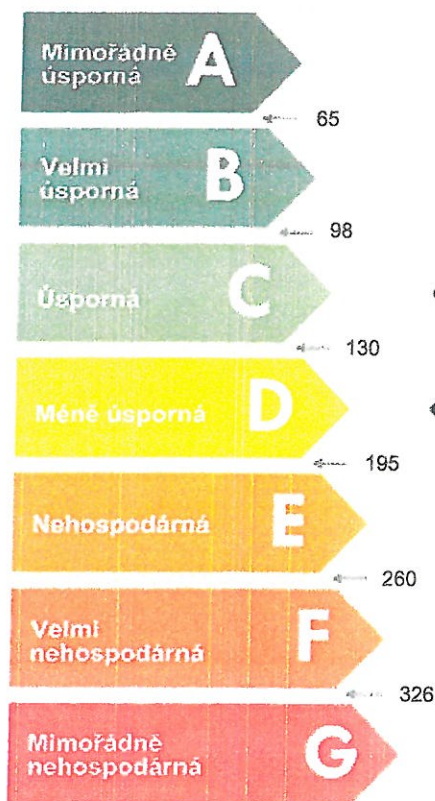 Mimořádně
úsporná
A
65
Velmi
úsporná
B
98
Úsporná
C
130
Méně úsporná
D
195
Nehospodárná
E
260
Velmi
nehospodárná
F
326
Mimořádně
nehospodárná
G